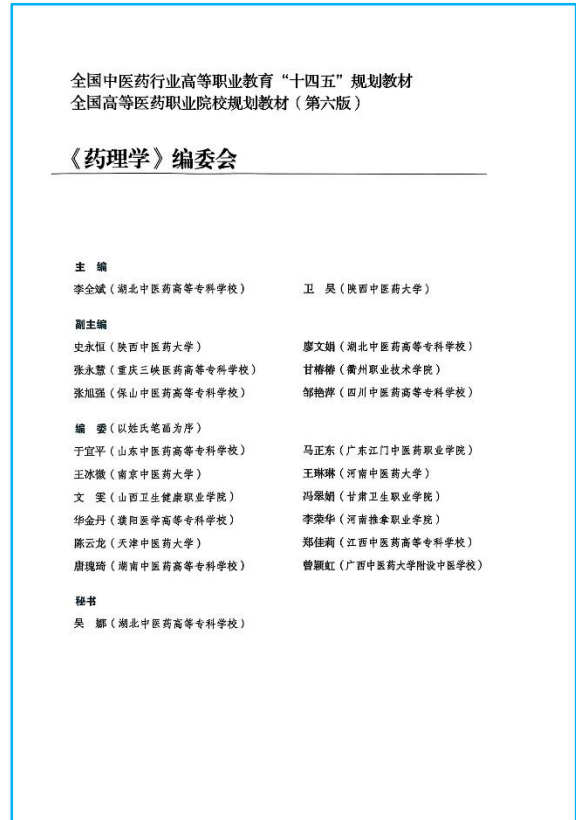 全国中医药行业高等职业教育“十四五”规划教材
全国高等医药职业院校规划教材（第六版）
《药理学》编委会
主 编
李全斌（湖北中医药高等专科学校） 卫 昊（陕西中医药大学）
副主编
史永恒（陕西中医药大学） 廖文娟（湖北中医药高等专科学校）
张永慧（重庆三峡医药高等专科学校） 甘椿椿（衢州职业技术学院）
张旭强（保山中医药高等专科学校） 邹艳萍（四川中医药高等专科学校）
编 委（以姓氏笔画为序）
于宜平（山东中医药高等专科学校） 马正东（广东江门中医药职业学院）
王冰微（南京中医药大学） 王琳琳（河南中医药大学）
文 雯（山西卫生健康职业学院） 冯翠娟（甘肃卫生职业学院）
华金丹（濮阳医学高等专科学校） 李荣华（河南推拿职业学院）
陈云龙（天津中医药大学） 郑佳莉（江西中医药高等专科学校）
唐瑰琦（湖南中医药高等专科学校） 曾颖虹（广西中医药大学附设中医学校）
秘书
吴 娜（湖北中医药高等专科学校）